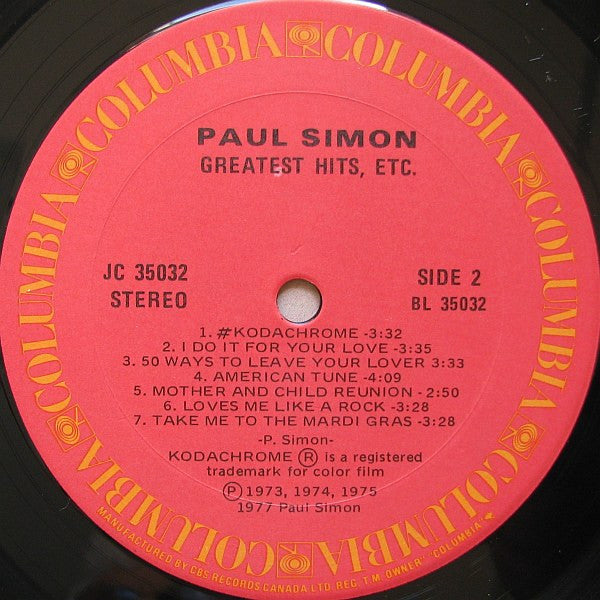 COLUMBIA COLUMBIA COLUMBIA COLUMBIA COLUMBIA COLUMBIA COLUMBIA COLUMBIA
PAUL SIMON
GREATEST HITS, ETC.
JC 35032
STEREO
SIDE 2
BL 35032
1. #KODACHROME -3:32
2. I DO IT FOR YOUR LOVE -3:35
3. 50 WAYS TO LEAVE YOUR LOVER 3:33
4. AMERICAN TUNE -4:09
5. MOTHER AND CHILD REUNION - 2:50
6. LOVES ME LIKE A ROCK -3:28
7. TAKE ME TO THE MARDI GRAS -3:28
-P. Simon-
KODACHROME ® is a registered
trademark for color film
℗ 1973, 1974, 1975
1977 Paul Simon
MANUFACTURED BY CBS RECORDS CANADA LTD. REG. T.M. OWNER "COLUMBIA"